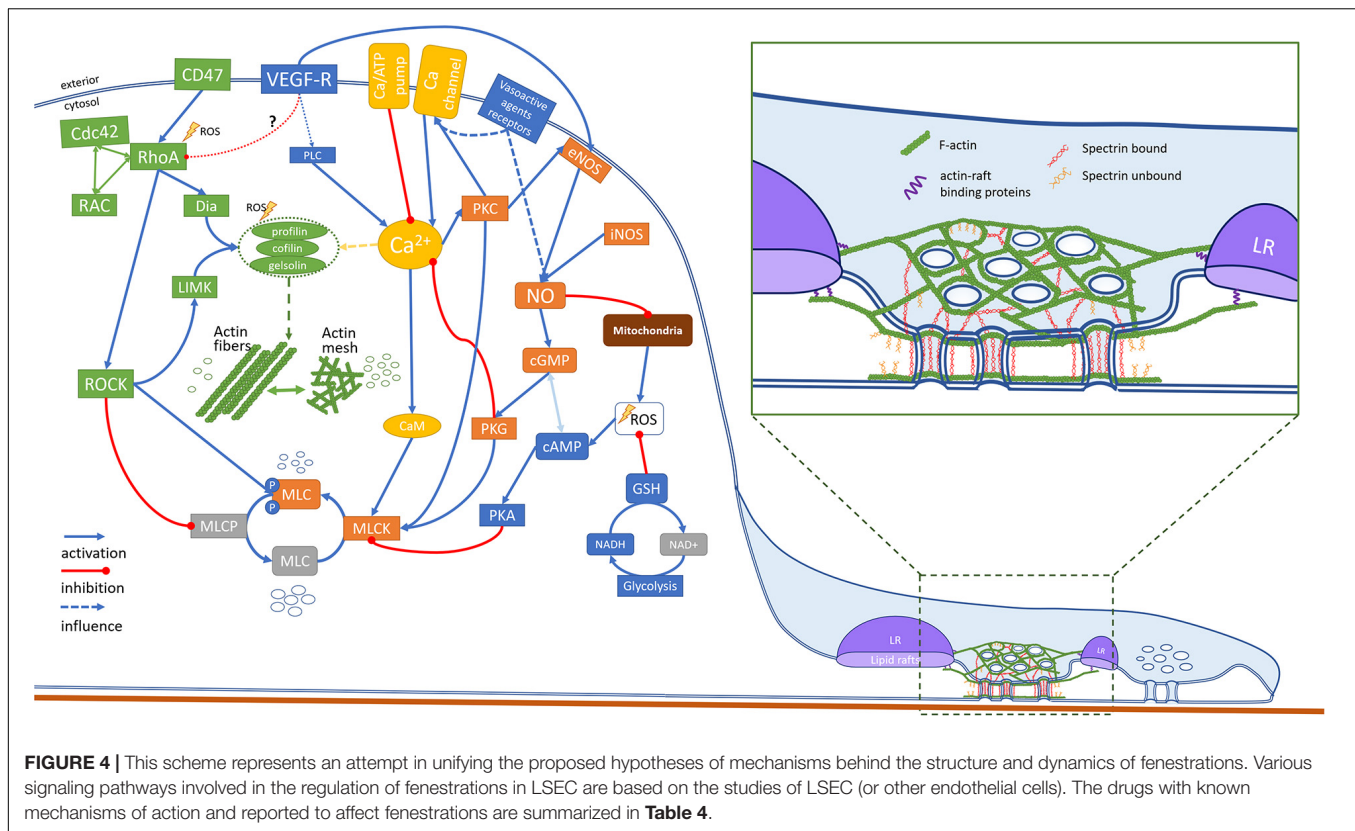 exterior
cytosol
CD47
VEGF-R
Ca/ATP
pump
Ca
channel
Vasoactive
agents
receptors
Cdc42
ROS
?
RhoA
RAC
PLC
eNOS
Dia
ROS
profilin
cofilin
gelsolin
Ca2+
PKC
iNOS
LIMK
NO
Mitochondria
Actin
fibers
Actin
mesh
ROCK
cGMP
CaM
PKG
cAMP
ROS
P
MLC
P
MLCP
MLCK
PKA
GSH
MLC
NADH
NAD+
Glycolysis
activation
inhibition
influence
F-actin
actin-raft
binding proteins
Spectrin bound
Spectrin unbound
LR
LR
Lipid rafts
LR
FIGURE 4 | This scheme represents an attempt in unifying the proposed hypotheses of mechanisms behind the structure and dynamics of fenestrations. Various
signaling pathways involved in the regulation of fenestrations in LSEC are based on the studies of LSEC (or other endothelial cells). The drugs with known
mechanisms of action and reported to affect fenestrations are summarized in Table 4.